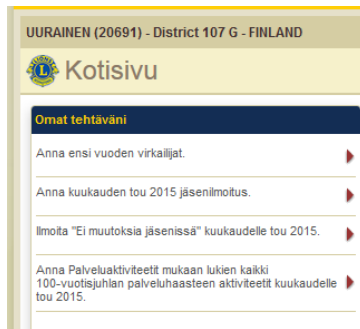 UURAINEN (20691) - District 107 G - FINLAND
Kotisivu
Omat tehtäväni
Anna ensi vuoden virkailijat.
Anna kuukauden tou 2015 jäsenilmoitus.
Ilmoita "Ei muutoksia jäsenissä" kuukaudelle tou 2015.
Anna Palveluaktiviteetit mukaan lukien kaikki
100-vuotisjuhlan palveluhaasteen aktiviteetit kuukaudelle
tou 2015.